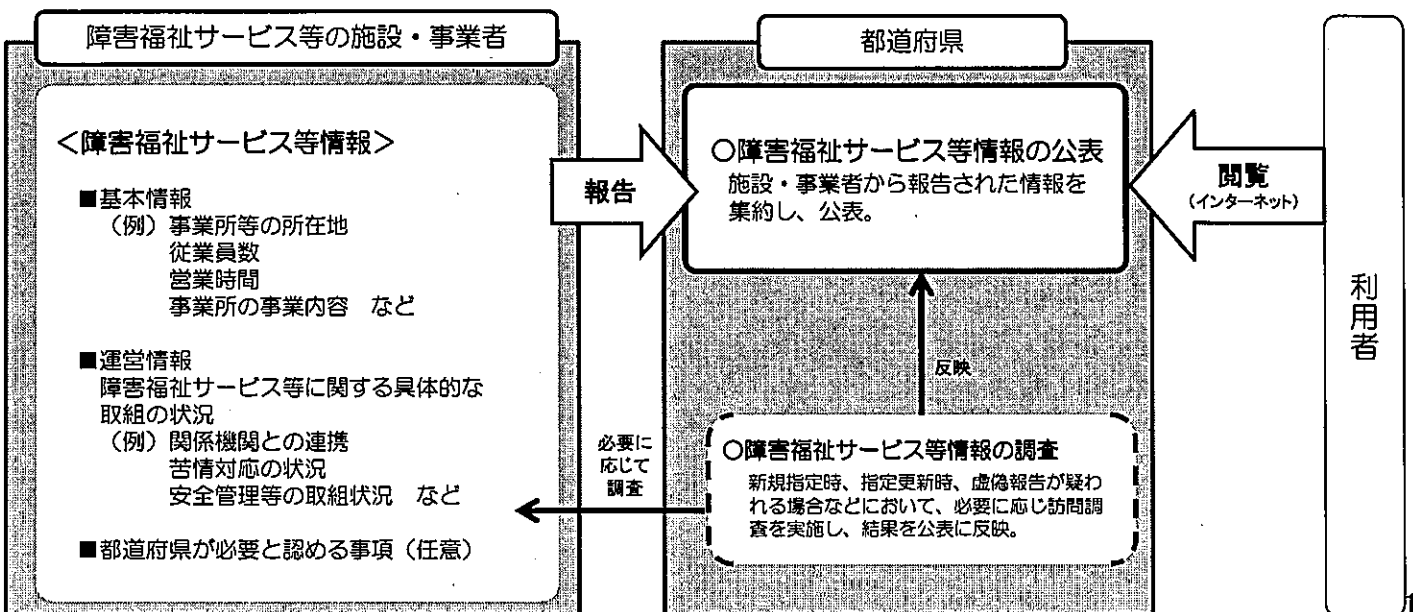 障害福祉サービス等の施設・事業者
＜障害福祉サービス等情報＞
■基本情報
（例）事業所等の所在地
従業員数
営業時間
事業所の事業内容　など
■運営情報
障害福祉サービス等に関する具体的な
取組の状況
（例）関係機関との連携
苦情対応の状況
安全管理等の取組状況　など
■都道府県が必要と認める事項（任意）
報告
必要に
応じて
調査
都道府県
○障害福祉サービス等情報の公表
施設・事業者から報告された情報を
集約し、公表。
反映
○障害福祉サービス等情報の調査
新規指定時、指定更新時、虚偽報告が疑わ
れる場合などにおいて、必要に応じ訪問調
査を実施し、結果を公表に反映。
閲覧
（インターネット）
利用者